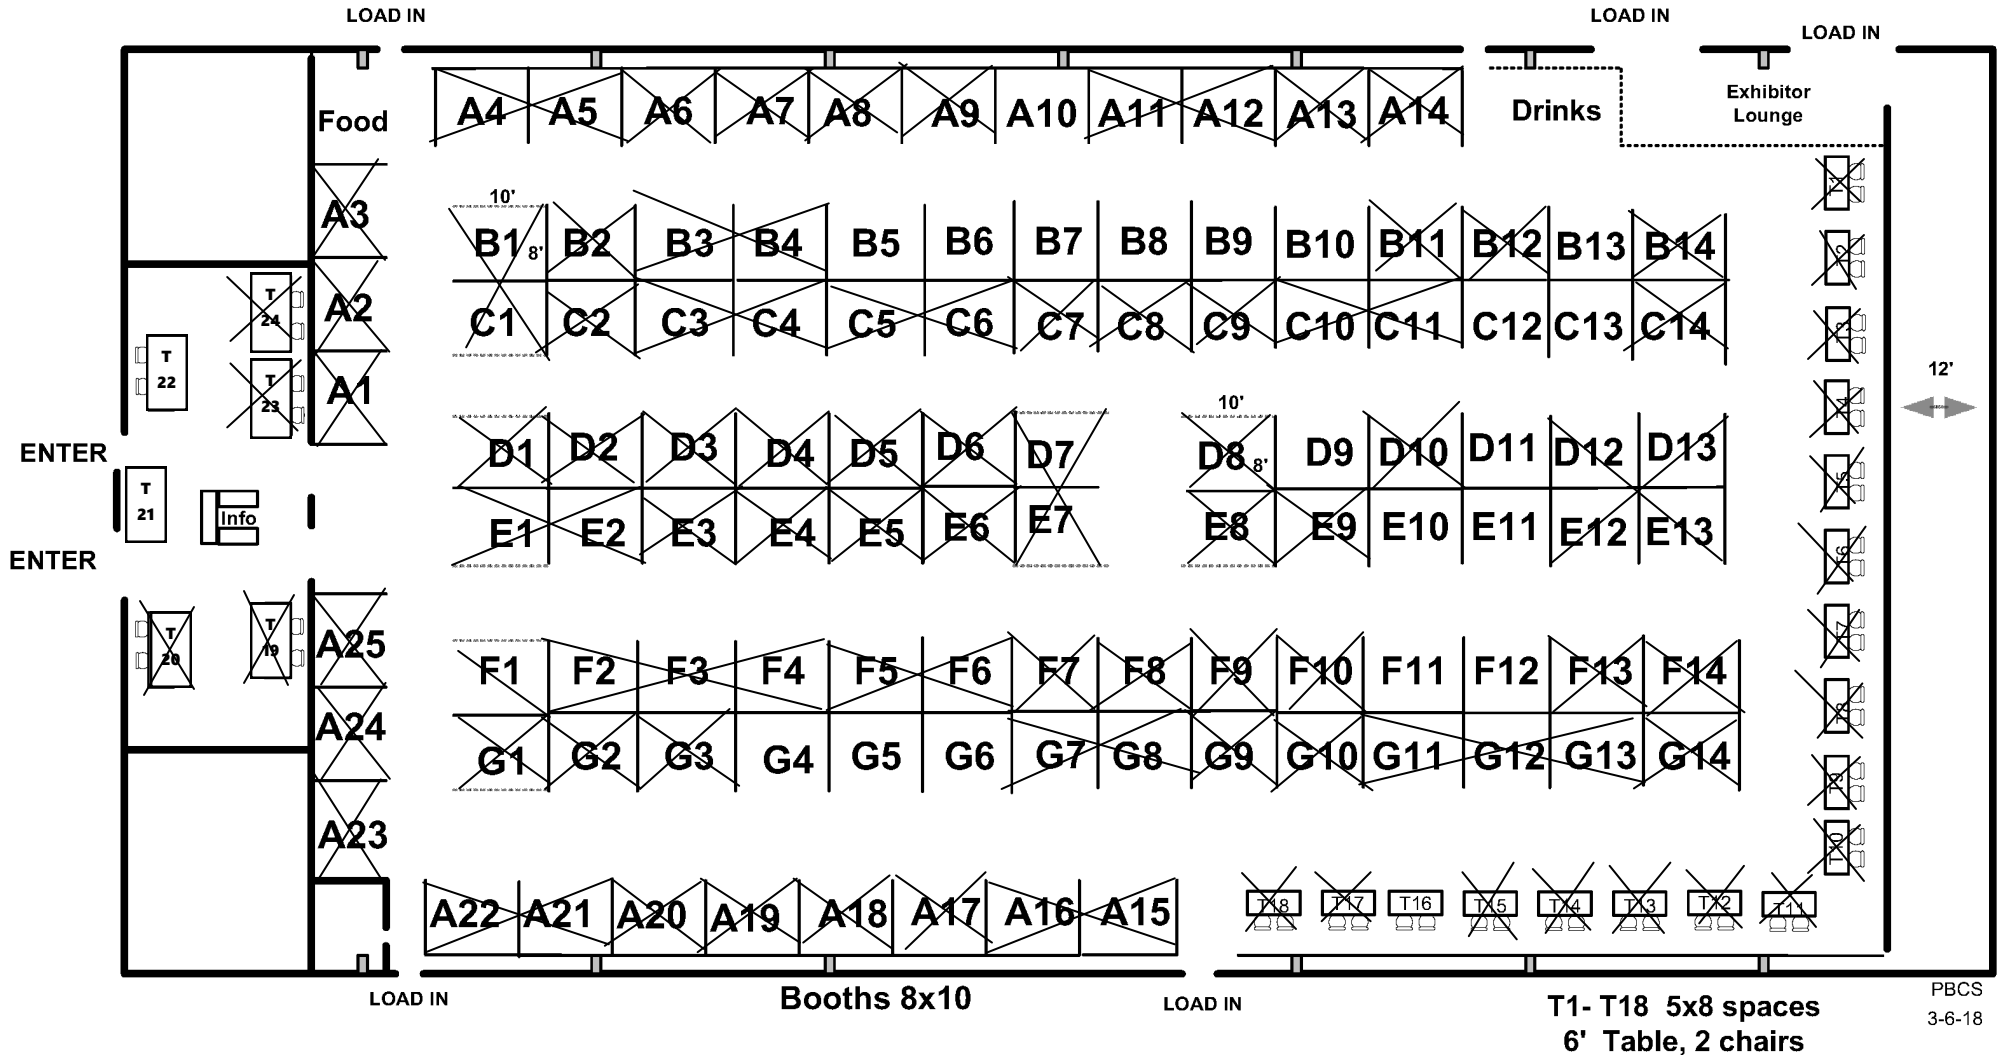 LOAD IN
LOAD IN
LOAD IN
Food
A4 A5 A6 A7 A8 A9 A10 A11 A12 A13 A14
Drinks
Exhibitor
Lounge
T1
A3
10'
B1 8' B2 B3 B4 B5 B6 B7 B8 B9 B10 B11 B12 B13 B14
T2
T
24
A2
C1 C2 C3 C4 C5 C6 C7 C8 C9 C10 C11 C12 C13 C14
T3
T
22
T
23
A1
12'
T4
10'
ENTER
D1 D2 D3 D4 D5 D6 D7 D8 8' D9 D10 D11 D12 D13
T5
T
21
Info
E1 E2 E3 E4 E5 E6 E7 E8 E9 E10 E11 E12 E13
T6
ENTER
T
20
T
19
A25
T7
F1 F2 F3 F4 F5 F6 F7 F8 F9 F10 F11 F12 F13 F14
T8
A24
G1 G2 G3 G4 G5 G6 G7 G8 G9 G10 G11 G12 G13 G14
T9
A23
T10
A22 A21 A20 A19 A18 A17 A16 A15
T18 T17 T16 T15 T14 T13 T12 T11
LOAD IN
Booths 8x10
LOAD IN
T1- T18 5x8 spaces
6' Table, 2 chairs
PBCS
3-6-18